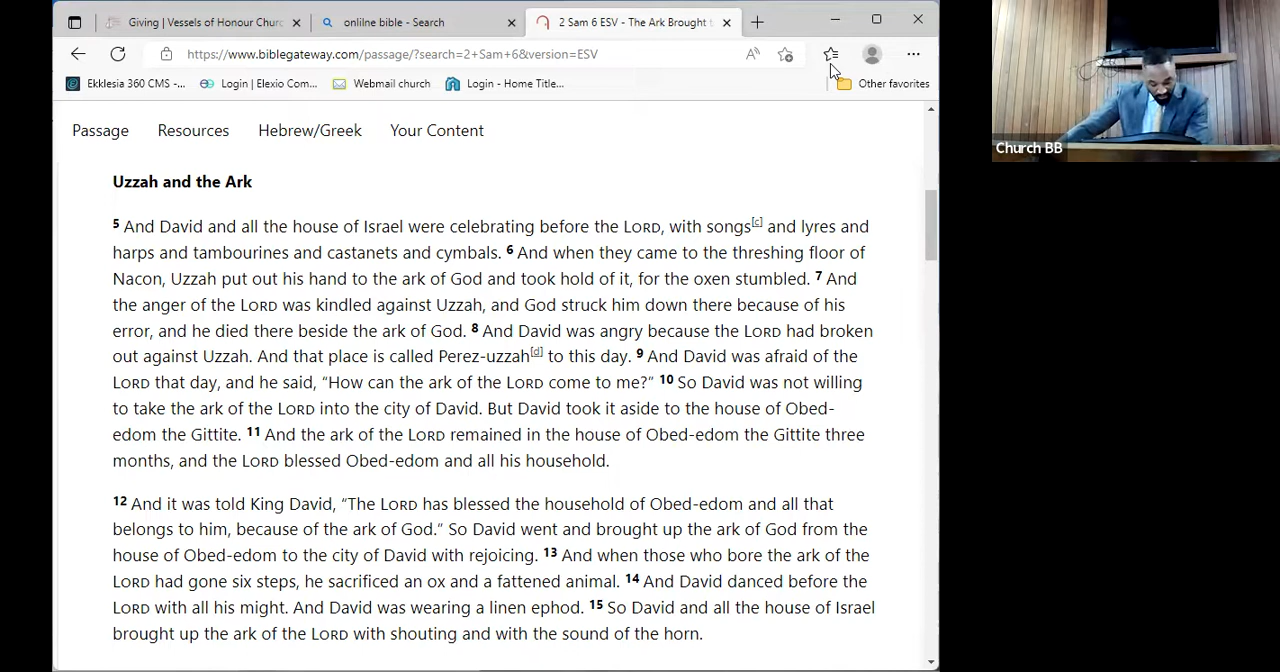 Giving | Vessels of Honour Churc
onlilne bible - Search
2 Sam 6 ESV - The Ark Brought t
https://www.biblegateway.com/passage/?search=2+Sam+6&version=ESV
Ekklesia 360 CMS -...
Login | Elexio Com...
Webmail church
Login - Home Title...
Other favorites
Passage Resources Hebrew/Greek Your Content
Uzzah and the Ark
5 And David and all the house of Israel were celebrating before the LORD, with songs[c] and lyres and
harps and tambourines and castanets and cymbals. 6 And when they came to the threshing floor of
Nacon, Uzzah put out his hand to the ark of God and took hold of it, for the oxen stumbled. 7 And
the anger of the LORD was kindled against Uzzah, and God struck him down there because of his
error, and he died there beside the ark of God. 8 And David was angry because the LORD had broken
out against Uzzah. And that place is called Perez-uzzah[d] to this day. 9 And David was afraid of the
LORD that day, and he said, “How can the ark of the LORD come to me?” 10 So David was not willing
to take the ark of the LORD into the city of David. But David took it aside to the house of Obed-
edom the Gittite. 11 And the ark of the LORD remained in the house of Obed-edom the Gittite three
months, and the LORD blessed Obed-edom and all his household.
12 And it was told King David, “The LORD has blessed the household of Obed-edom and all that
belongs to him, because of the ark of God.” So David went and brought up the ark of God from the
house of Obed-edom to the city of David with rejoicing. 13 And when those who bore the ark of the
LORD had gone six steps, he sacrificed an ox and a fattened animal. 14 And David danced before the
LORD with all his might. And David was wearing a linen ephod. 15 So David and all the house of Israel
brought up the ark of the LORD with shouting and with the sound of the horn.
Church BB